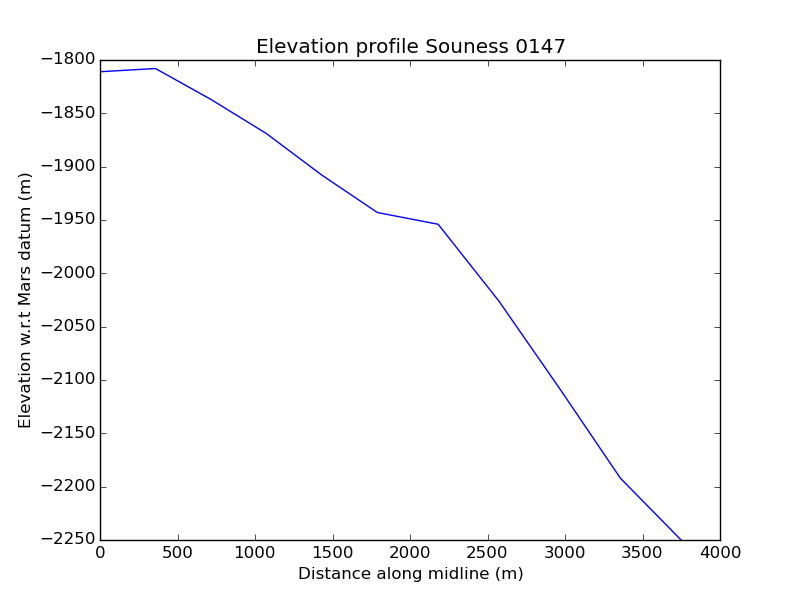 Elevation profile Souness 0147
−1800
−1850
−1900
−1950
−2000
−2050
−2100
−2150
−2200
−2250
Elevation w.r.t Mars datum (m)
0 500 1000 1500 2000 2500 3000 3500 4000
Distance along midline (m)